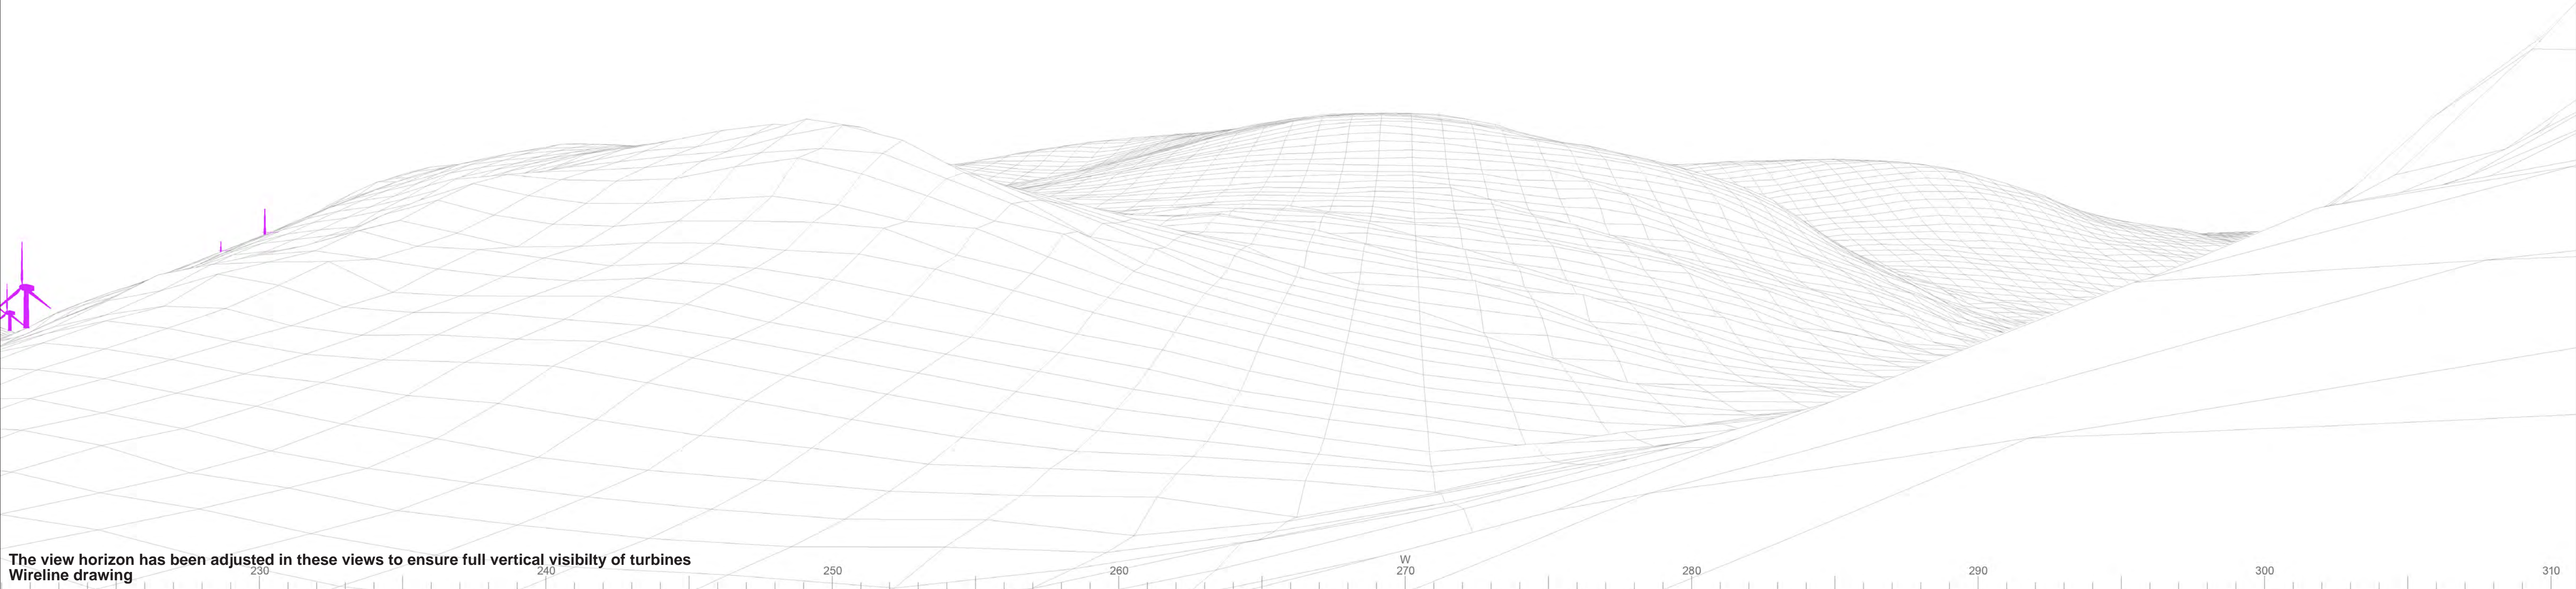 The view horizon has been adjusted in these views to ensure full vertical visibilty of turbines
Wireline drawing
W
230 240 250 260 270 280 290 300 310